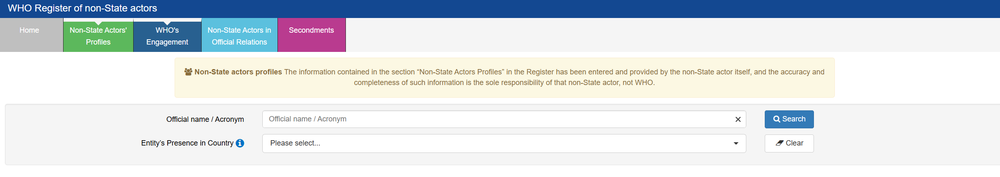 WHO Register of non-State actors
Home
Non-State Actors'
Profiles
WHO's
Engagement
Non-State Actors in
Official Relations
Secondments
Non-State actors profiles The information contained in the section “Non-State Actors Profiles” in the Register has been entered and provided by the non-State actor itself, and the accuracy and
completeness of such information is the sole responsibility of that non-State actor, not WHO.
Official name / Acronym
Official name / Acronym
Search
Entity’s Presence in Country
Please select...
Clear